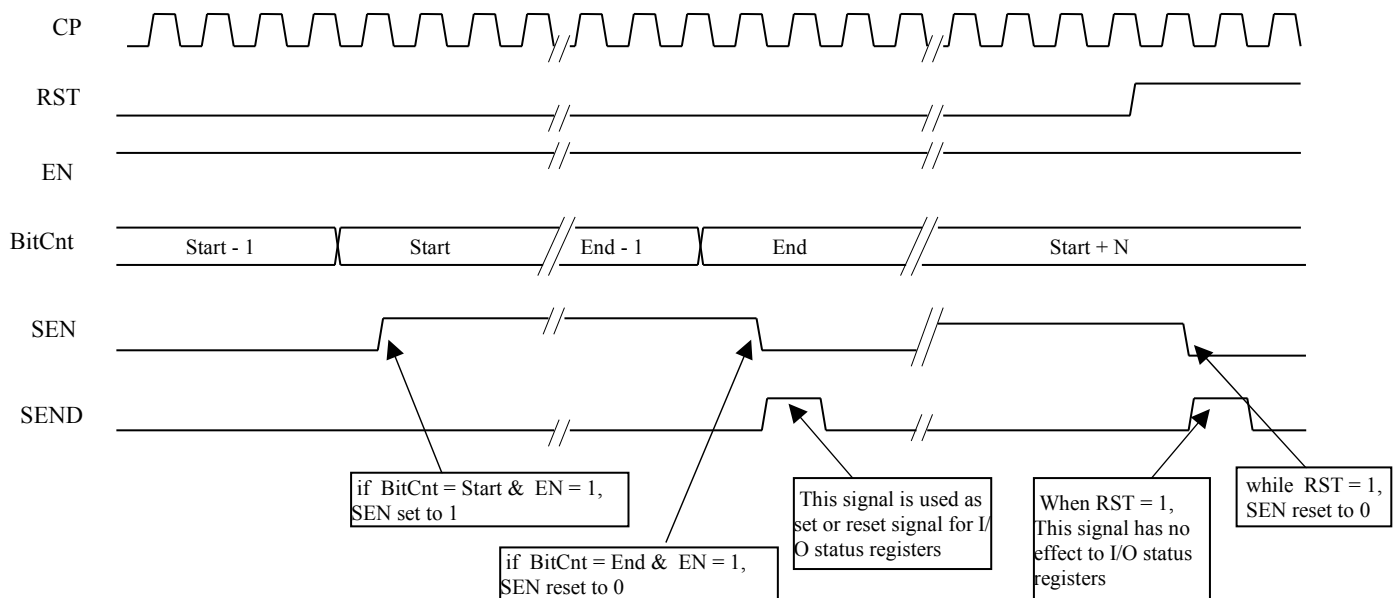 CP
RST
EN
BitCnt
Start - 1
Start
End - 1
End
Start + N
SEN
SEND
if BitCnt = Start & EN = 1,
SEN set to 1
if BitCnt = End & EN = 1,
SEN reset to 0
This signal is used as
set or reset signal for I/
O status registers
When RST = 1,
This signal has no
effect to I/O status
registers
while RST = 1,
SEN reset to 0